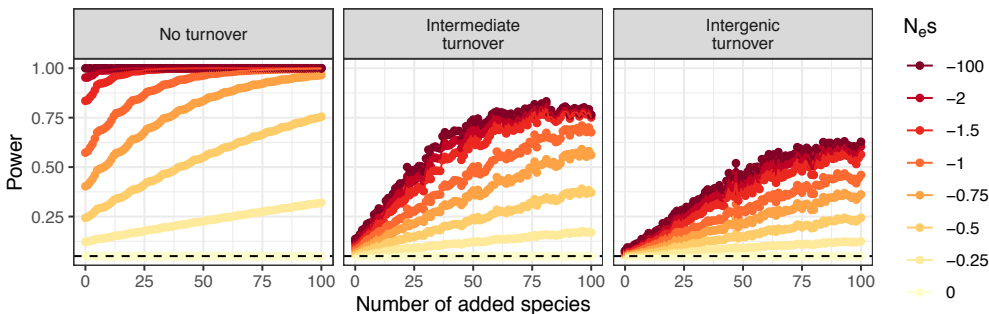 No turnover
Intermediate
turnover
Intergenic
turnover
Power
1.00
0.75
0.50
0.25
0 25 50 75 100
0 25 50 75 100
0 25 50 75 100
Number of added species
Nₑs
−100
−2
−1.5
−1
−0.75
−0.5
−0.25
0